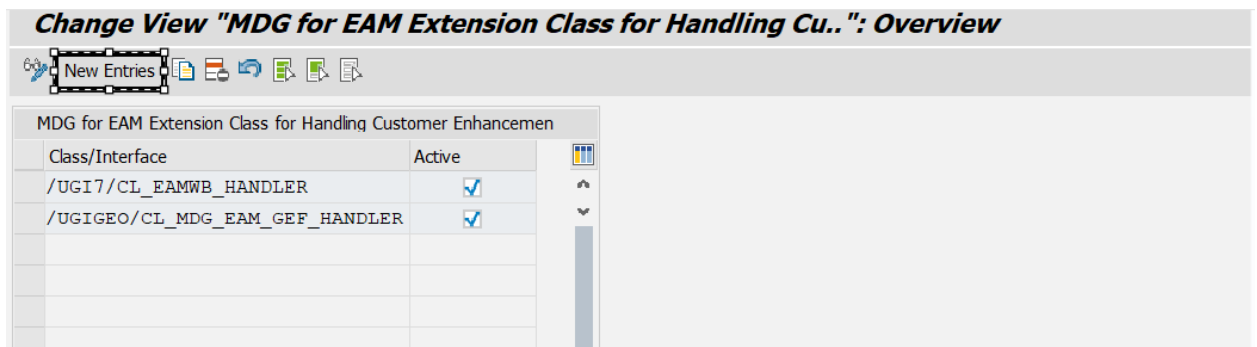 Change View "MDG for EAM Extension Class for Handling Cu..": Overview
New Entries
MDG for EAM Extension Class for Handling Customer Enhancemen
Class/Interface Active
/UGI7/CL_EAMWB_HANDLER
/UGIGEO/CL_MDG_EAM_GEF_HANDLER